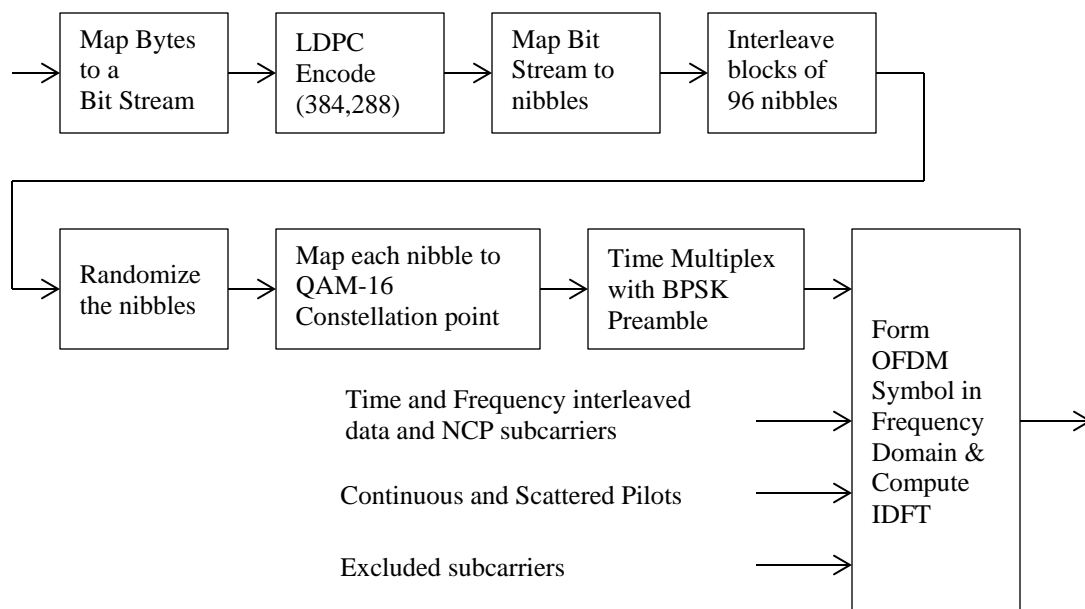 Map Bytes
to a
Bit Stream
LDPC
Encode
(384,288)
Map Bit
Stream to
nibbles
Interleave
blocks of
96 nibbles
Randomize
the nibbles
Map each nibble to
QAM-16
Constellation point
Time Multiplex
with BPSK
Preamble
Form
OFDM
Symbol in
Frequency
Domain &
Compute
IDFT
Time and Frequency interleaved
data and NCP subcarriers
Continuous and Scattered Pilots
Excluded subcarriers